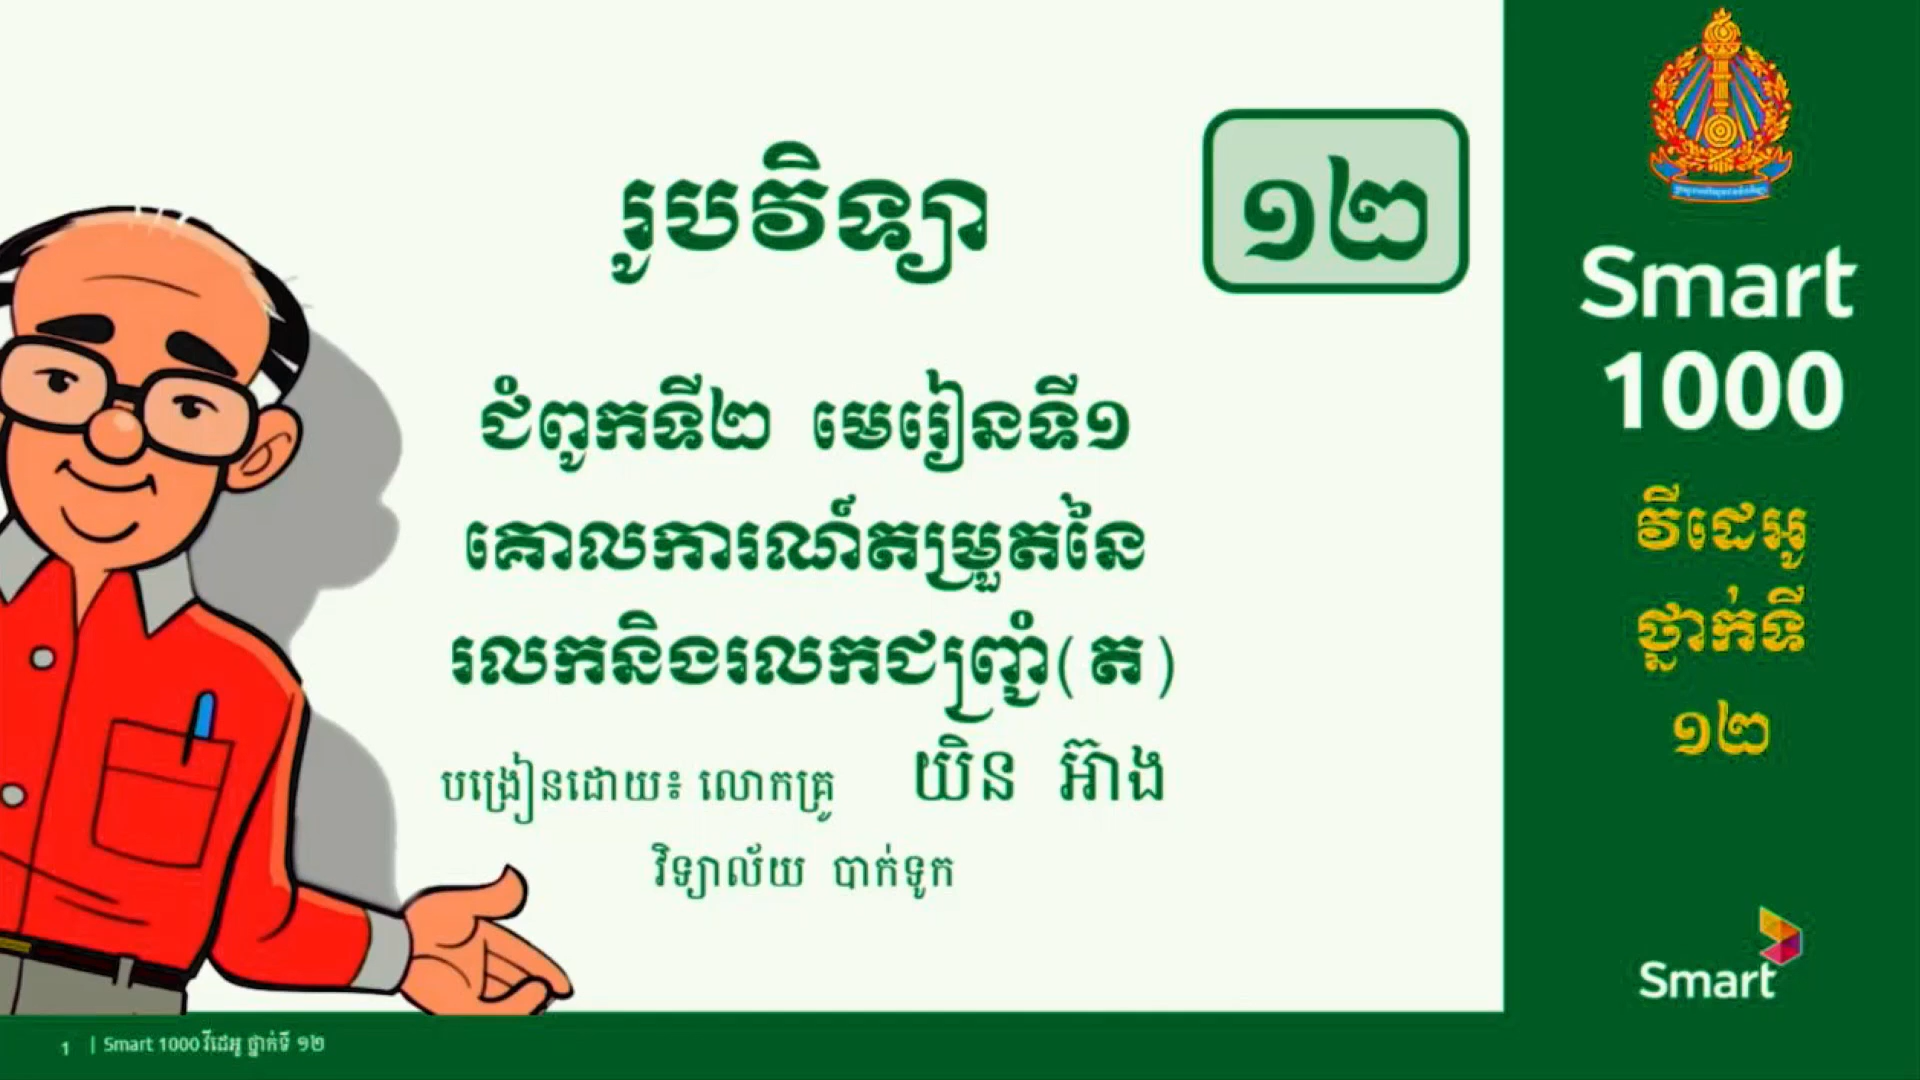 រូបវិទ្យា
១២
ជំពូកទី២ មេរៀនទី១
គោលការណ៍តម្រួតនៃ
រលកនិងរលកជញ្ជ្រំ(ត)
បង្រៀនដោយ៖ លោកគ្រូ យិន អ៊ាង
វិទ្យាល័យ បាក់ទូក
Smart
1000
វីដេអូ
ថ្នាក់ទី
១២
Smart
1 | Smart 1000 វីដេអូ ថ្នាក់ទី ១២